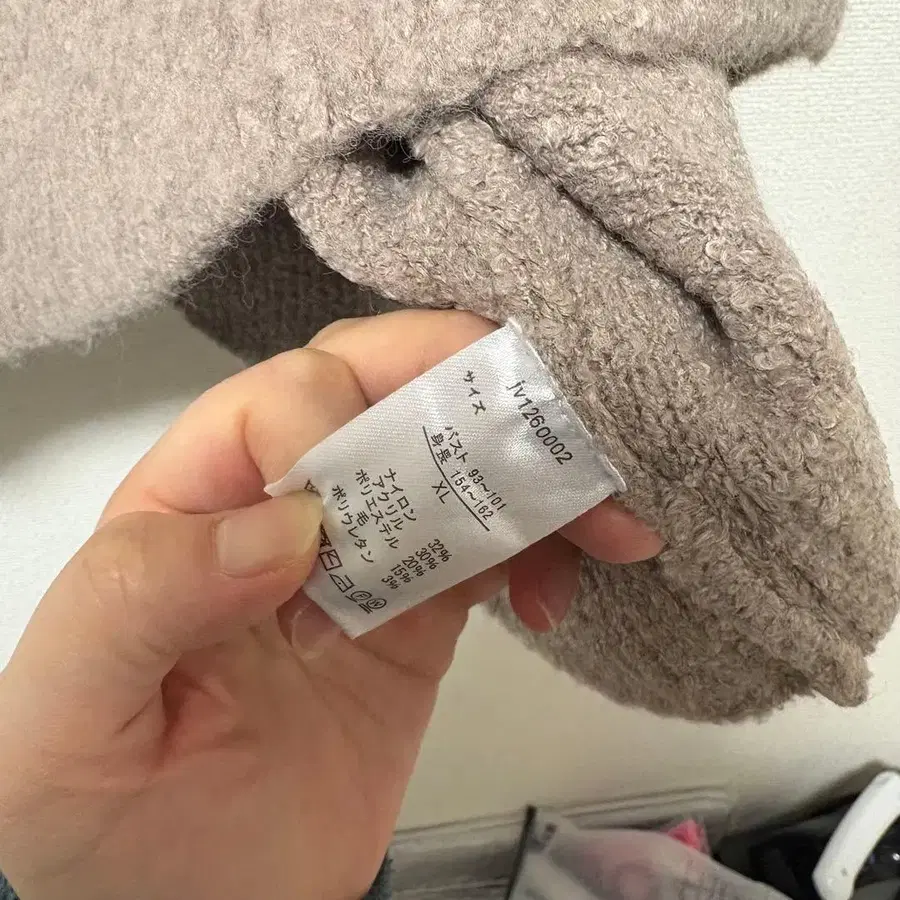 jv1260002
サイズ
バスト 93~101
身長 154~162
XL
ナイロン 32%
アクリル 30%
ポリエステル 20%
毛 15%
ポリウレタン 3%